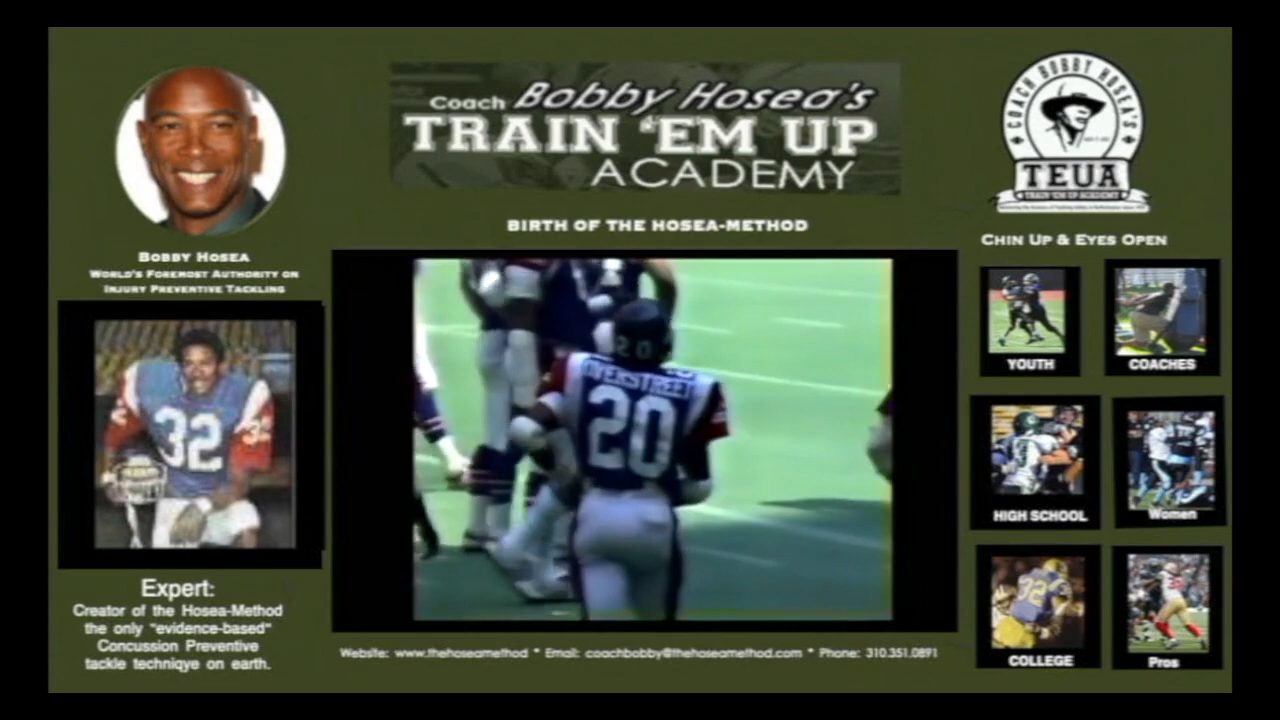 Coach Bobby Hosea's
TRAIN 'EM UP
ACADEMY
COACH BOBBY HOSEA'S
TEUA
TRAIN 'EM UP ACADEMY
BIRTH OF THE HOSEA-METHOD
CHIN UP & EYES OPEN
BOBBY HOSEA
WORLD'S FOREMOST AUTHORITY ON
INJURY PREVENTIVE TACKLING
32
32
20
OVERSTREET
20
YOUTH
COACHES
HIGH SCHOOL
Women
COLLEGE
Pros
Expert:
Creator of the Hosea-Method
the only "evidence-based"
Concussion Preventive
tackle techniqye on earth.
Website: www.thehoseamethod * Email: coachbobby@thehoseamethod.com * Phone: 310.351.0891